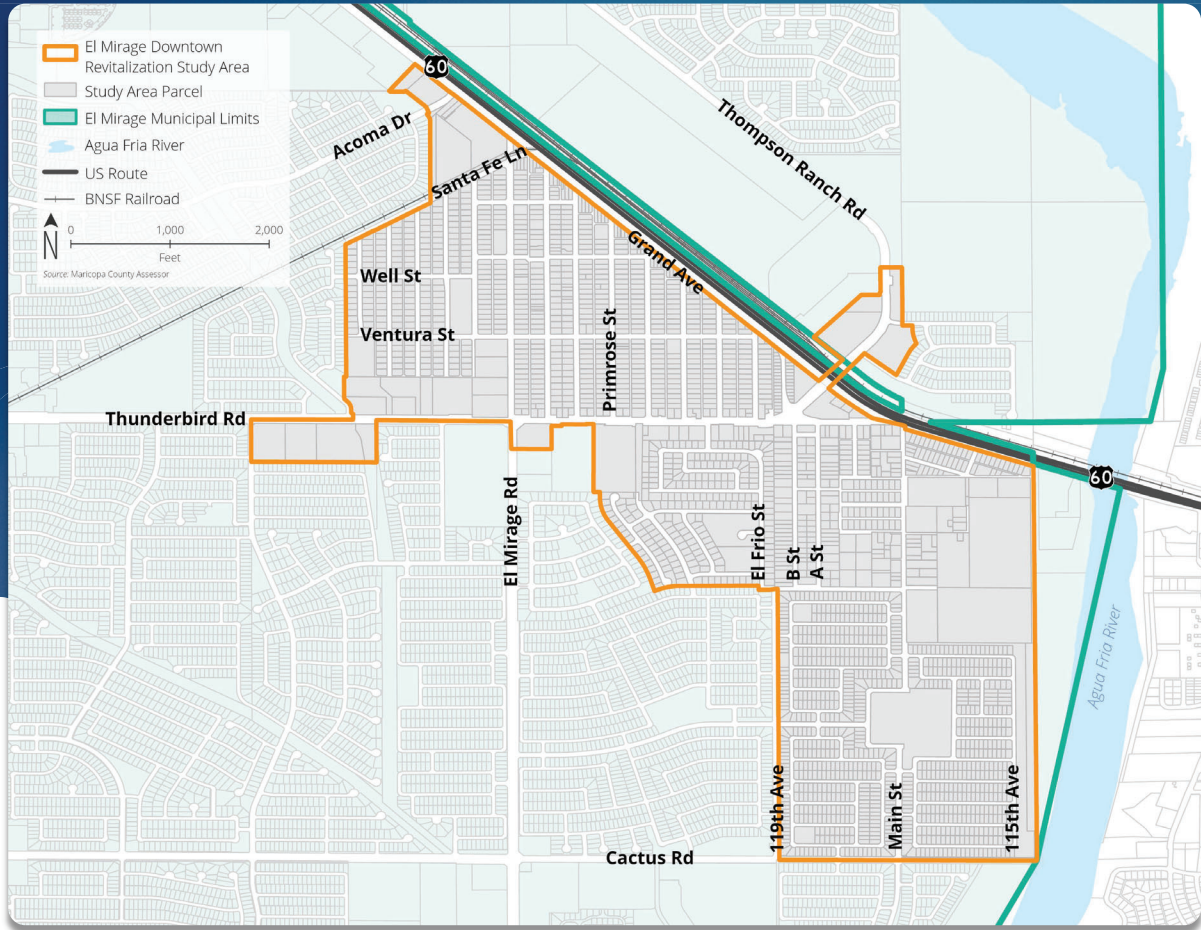 El Mirage Downtown
Revitalization Study Area
Study Area Parcel
El Mirage Municipal Limits
Agua Fria River
US Route
BNSF Railroad
N
0 1,000 2,000
Feet
Source: Maricopa County Assessor
60
Acoma Dr
Santa Fe Ln
Thompson Ranch Rd
Grand Ave
Well St
Ventura St
Primrose St
Thunderbird Rd
El Mirage Rd
El Frio St
B St
A St
60
Agua Fria River
119th Ave
Main St
115th Ave
Cactus Rd